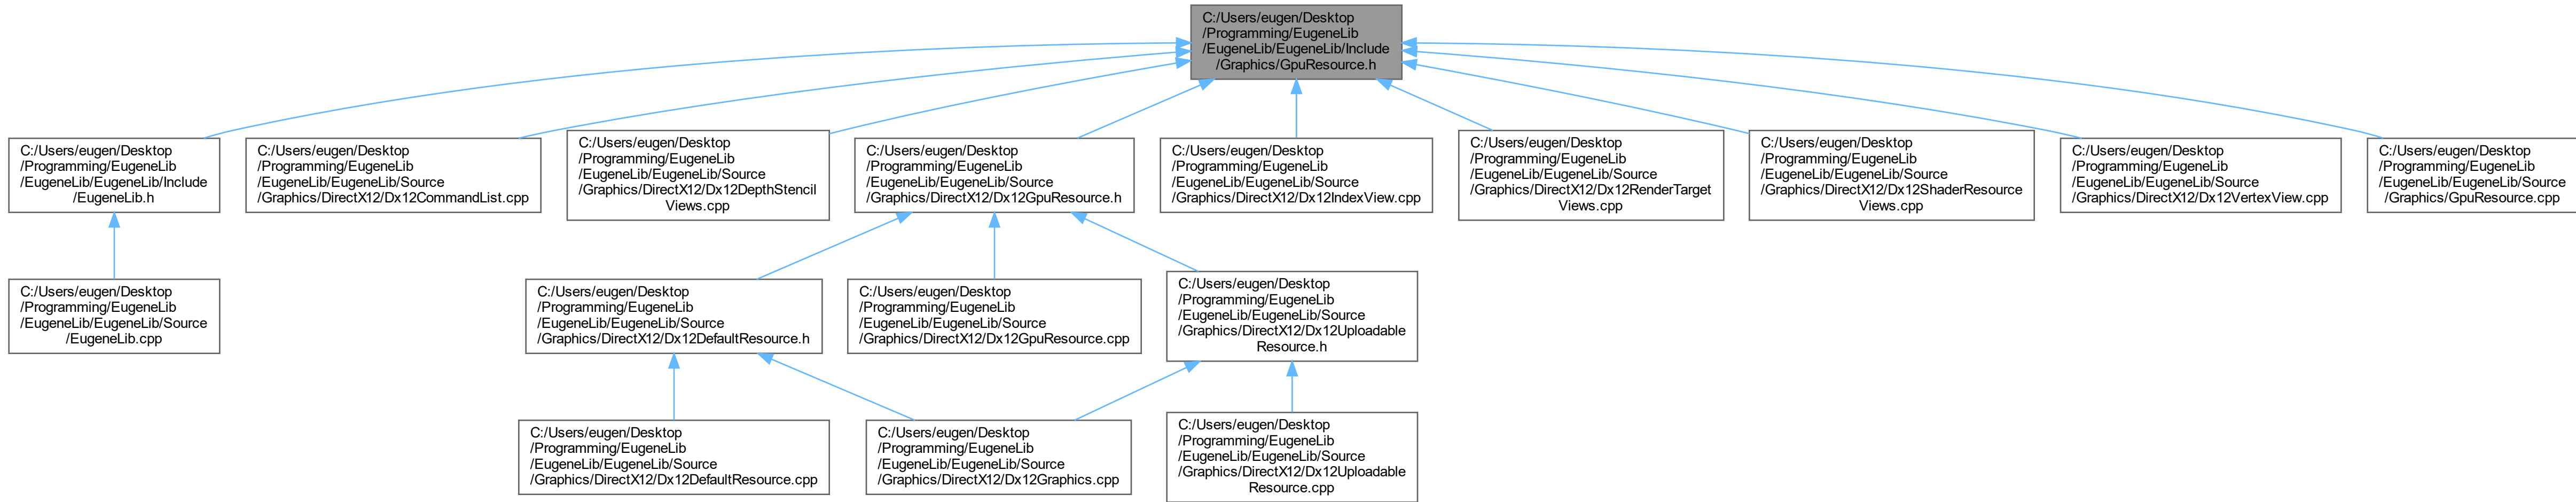 C:/Users/eugen/Desktop
/Programming/EugeneLib
/EugeneLib/EugeneLib/Include
/Graphics/GpuResource.h
C:/Users/eugen/Desktop
/Programming/EugeneLib
/EugeneLib/EugeneLib/Include
/EugeneLib.h
C:/Users/eugen/Desktop
/Programming/EugeneLib
/EugeneLib/EugeneLib/Source
/Graphics/DirectX12/Dx12CommandList.cpp
C:/Users/eugen/Desktop
/Programming/EugeneLib
/EugeneLib/EugeneLib/Source
/Graphics/DirectX12/Dx12DepthStencil
Views.cpp
C:/Users/eugen/Desktop
/Programming/EugeneLib
/EugeneLib/EugeneLib/Source
/Graphics/DirectX12/Dx12GpuResource.h
C:/Users/eugen/Desktop
/Programming/EugeneLib
/EugeneLib/EugeneLib/Source
/Graphics/DirectX12/Dx12IndexView.cpp
C:/Users/eugen/Desktop
/Programming/EugeneLib
/EugeneLib/EugeneLib/Source
/Graphics/DirectX12/Dx12RenderTarget
Views.cpp
C:/Users/eugen/Desktop
/Programming/EugeneLib
/EugeneLib/EugeneLib/Source
/Graphics/DirectX12/Dx12ShaderResource
Views.cpp
C:/Users/eugen/Desktop
/Programming/EugeneLib
/EugeneLib/EugeneLib/Source
/Graphics/DirectX12/Dx12VertexView.cpp
C:/Users/eugen/Desktop
/Programming/EugeneLib
/EugeneLib/EugeneLib/Source
/Graphics/GpuResource.cpp
C:/Users/eugen/Desktop
/Programming/EugeneLib
/EugeneLib/EugeneLib/Source
/EugeneLib.cpp
C:/Users/eugen/Desktop
/Programming/EugeneLib
/EugeneLib/EugeneLib/Source
/Graphics/DirectX12/Dx12DefaultResource.h
C:/Users/eugen/Desktop
/Programming/EugeneLib
/EugeneLib/EugeneLib/Source
/Graphics/DirectX12/Dx12GpuResource.cpp
C:/Users/eugen/Desktop
/Programming/EugeneLib
/EugeneLib/EugeneLib/Source
/Graphics/DirectX12/Dx12Uploadable
Resource.h
C:/Users/eugen/Desktop
/Programming/EugeneLib
/EugeneLib/EugeneLib/Source
/Graphics/DirectX12/Dx12DefaultResource.cpp
C:/Users/eugen/Desktop
/Programming/EugeneLib
/EugeneLib/EugeneLib/Source
/Graphics/DirectX12/Dx12Graphics.cpp
C:/Users/eugen/Desktop
/Programming/EugeneLib
/EugeneLib/EugeneLib/Source
/Graphics/DirectX12/Dx12Uploadable
Resource.cpp